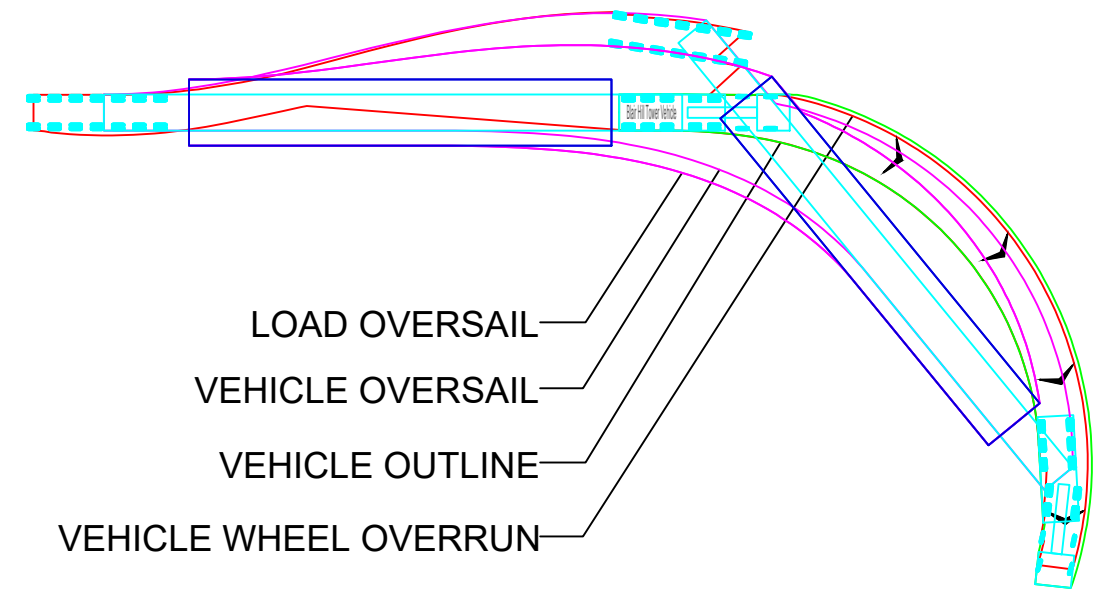 Blair Hill Tower Vehicle
LOAD OVERSAIL
VEHICLE OVERSAIL
VEHICLE OUTLINE
VEHICLE WHEEL OVERRUN